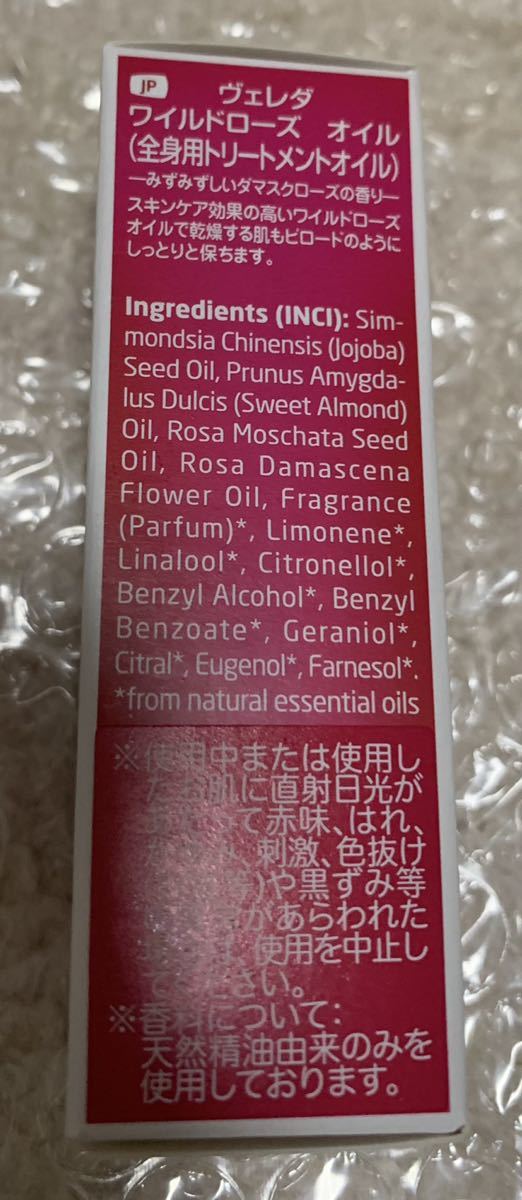 JP
ヴェレダ
ワイルドローズ オイル
(全身用トリートメントオイル)
―みずみずしいダマスクローズの香り―
スキンケア効果の高いワイルドローズ
オイルで乾燥する肌もビロードのように
しっとりと保ちます。
Ingredients (INCI): Sim-
mondsia Chinensis (Jojoba)
Seed Oil, Prunus Amygda-
lus Dulcis (Sweet Almond)
Oil, Rosa Moschata Seed
Oil, Rosa Damascena
Flower Oil, Fragrance
(Parfum)*, Limonene*,
Linalool*, Citronellol*,
Benzyl Alcohol*, Benzyl
Benzoate*, Geraniol*,
Citral*, Eugenol*, Farnesol*.
*from natural essential oils
※使用中または使用し
たお肌に直射日光が
て赤味、はれ、
刺激、色抜け
等)や黒ずみ等
があらわれた
使用を中止し
てください。
※香料について:
天然精油由来のみを
使用しております。